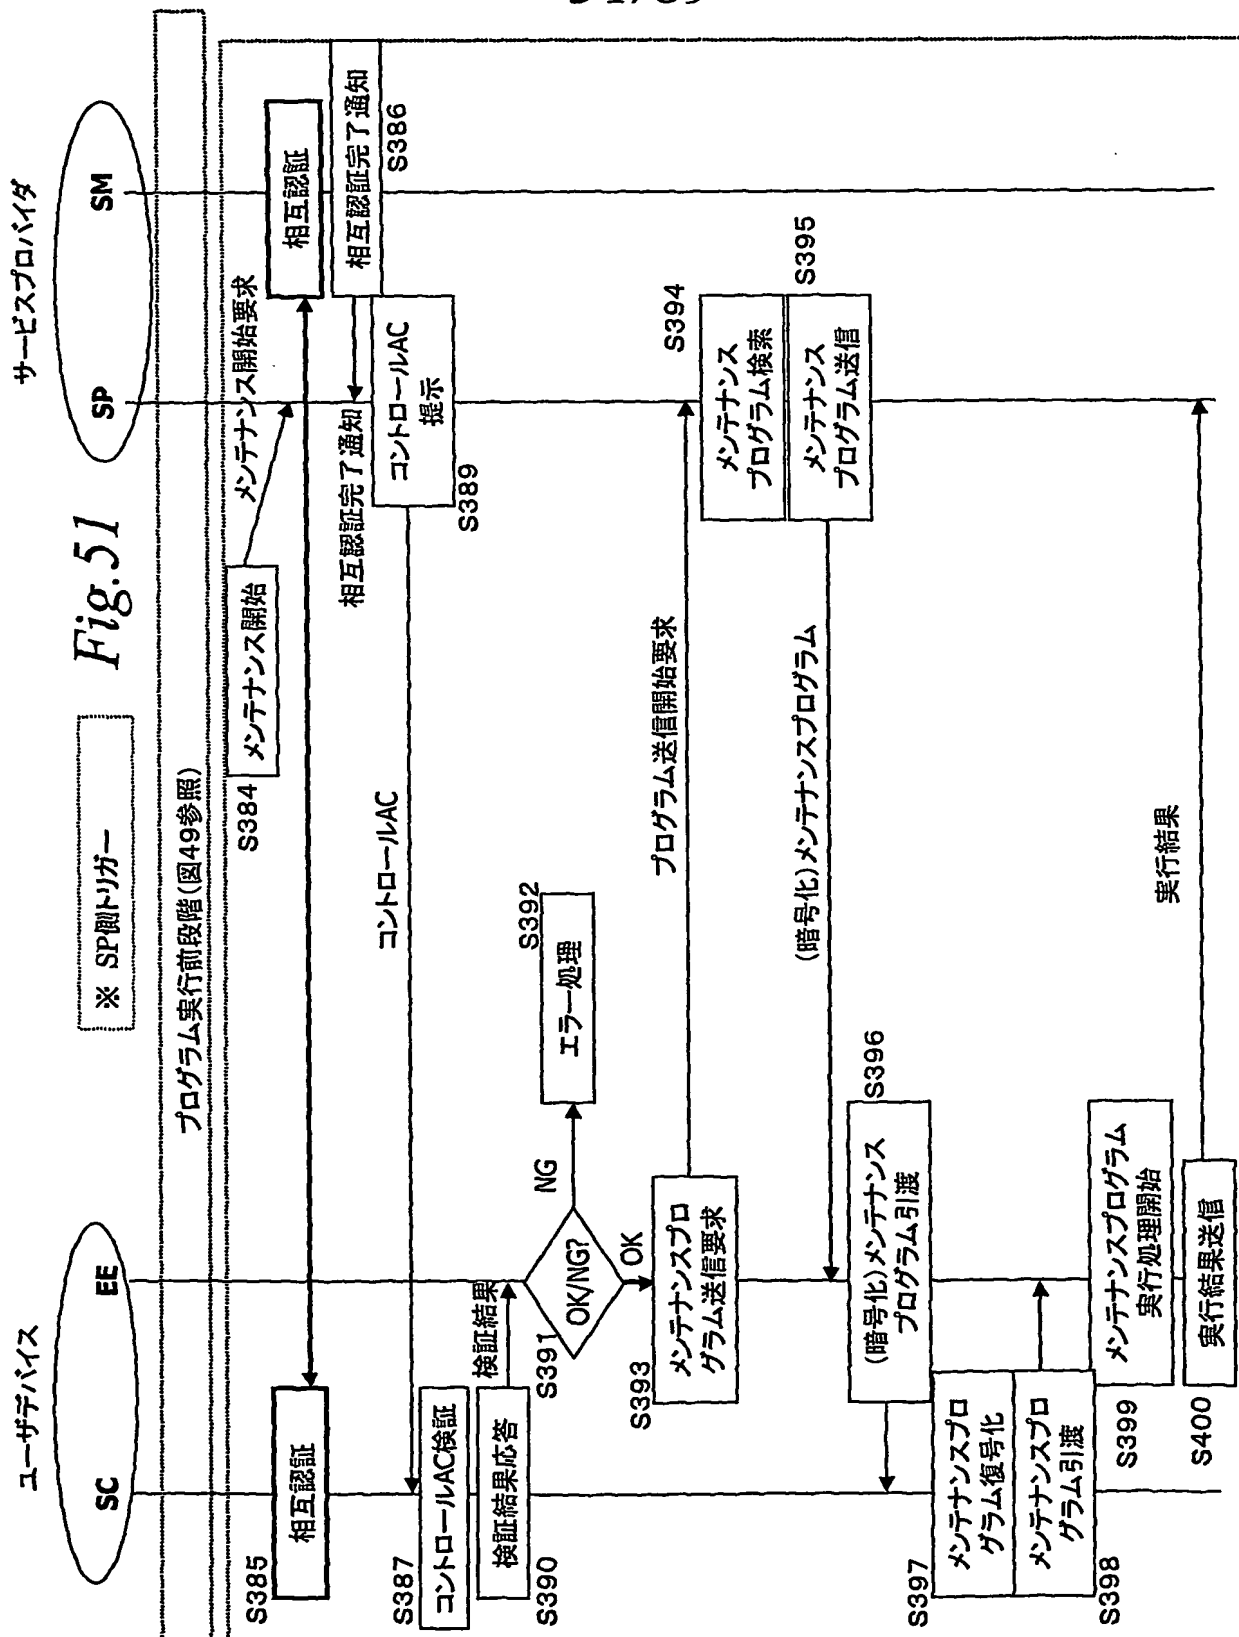 Fig.51
※ SP側トリガー
ユーザデバイス
サービスプロバイダ
SC
EE
SP
SM
プログラム実行前段階(図49参照)
S384
メンテナンス開始
メンテナンス開始要求
S385
相互認証
相互認証
相互認証完了通知
S386
相互認証完了通知
コントロールAC
提示
S389
コントロールAC
S387
コントロールAC検証
検証結果応答
S390
検証結果
S391
OK/NG?
NG
S392
エラー処理
OK
S393
メンテナンスプロ
グラム送信要求
プログラム送信開始要求
S394
メンテナンス
プログラム検索
S395
メンテナンス
プログラム送信
(暗号化)メンテナンスプログラム
S396
(暗号化)メンテナンス
プログラム引渡
S397
メンテナンスプロ
グラム復号化
メンテナンスプロ
グラム引渡
S398
メンテナンスプログラム
実行処理開始
S399
実行結果送信
S400
実行結果